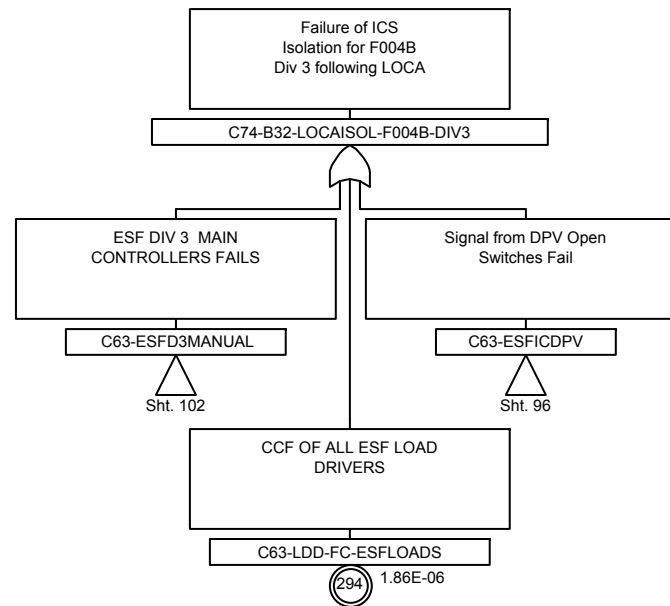 Failure of ICS
Isolation for F004B
Div 3 following LOCA
C74-B32-LOCAISOL-F004B-DIV3
ESF DIV 3 MAIN
CONTROLLERS FAILS
C63-ESFD3MANUAL
Sht. 102
Signal from DPV Open
Switches Fail
C63-ESFICDPV
Sht. 96
CCF OF ALL ESF LOAD
DRIVERS
C63-LDD-FC-ESFLOADS
294
1.86E-06